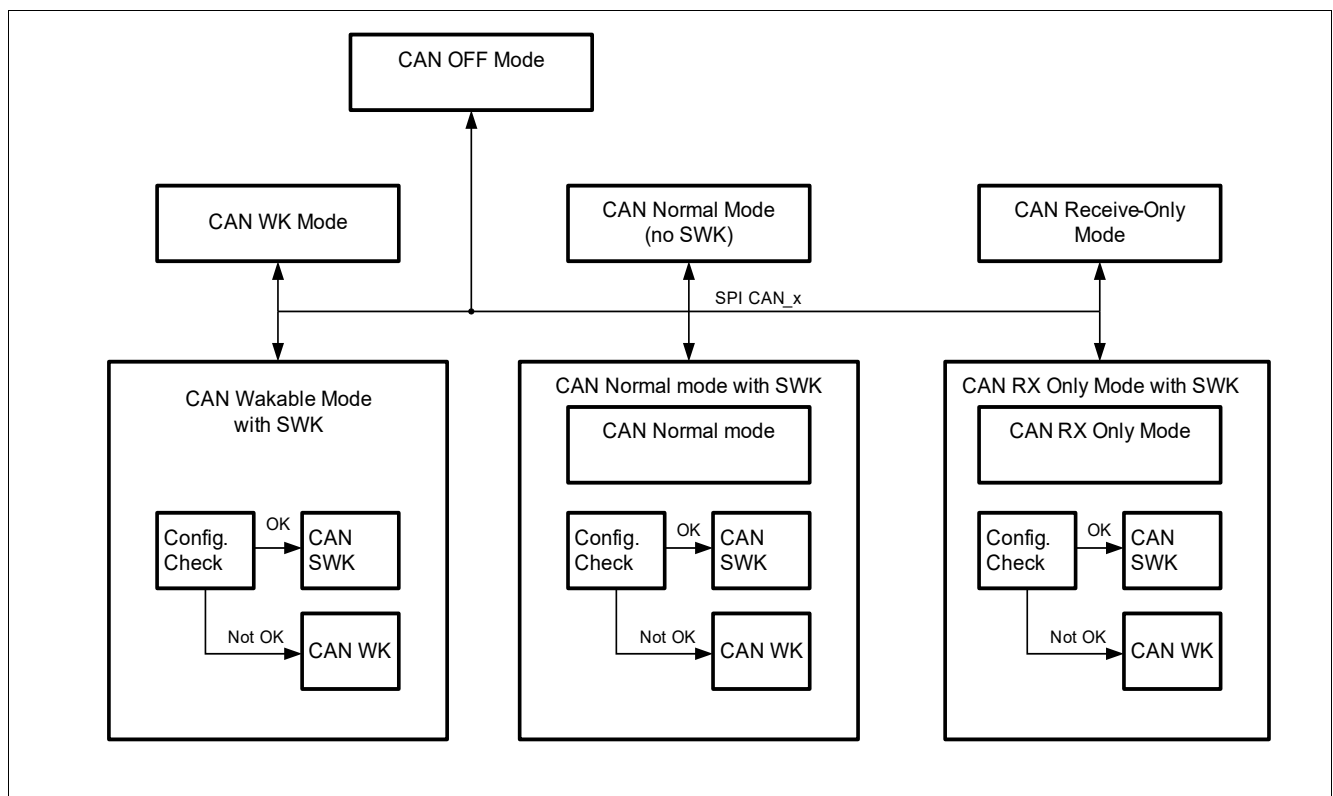 CAN OFF Mode
CAN WK Mode
CAN Normal Mode
(no SWK)
CAN Receive-Only
Mode
SPI CAN_x
CAN Wakable Mode
with SWK
Config.
Check
OK
CAN
SWK
Not OK
CAN WK
CAN Normal mode with SWK
CAN Normal mode
Config.
Check
OK
CAN
SWK
Not OK
CAN WK
CAN RX Only Mode with SWK
CAN RX Only Mode
Config.
Check
OK
CAN
SWK
Not OK
CAN WK